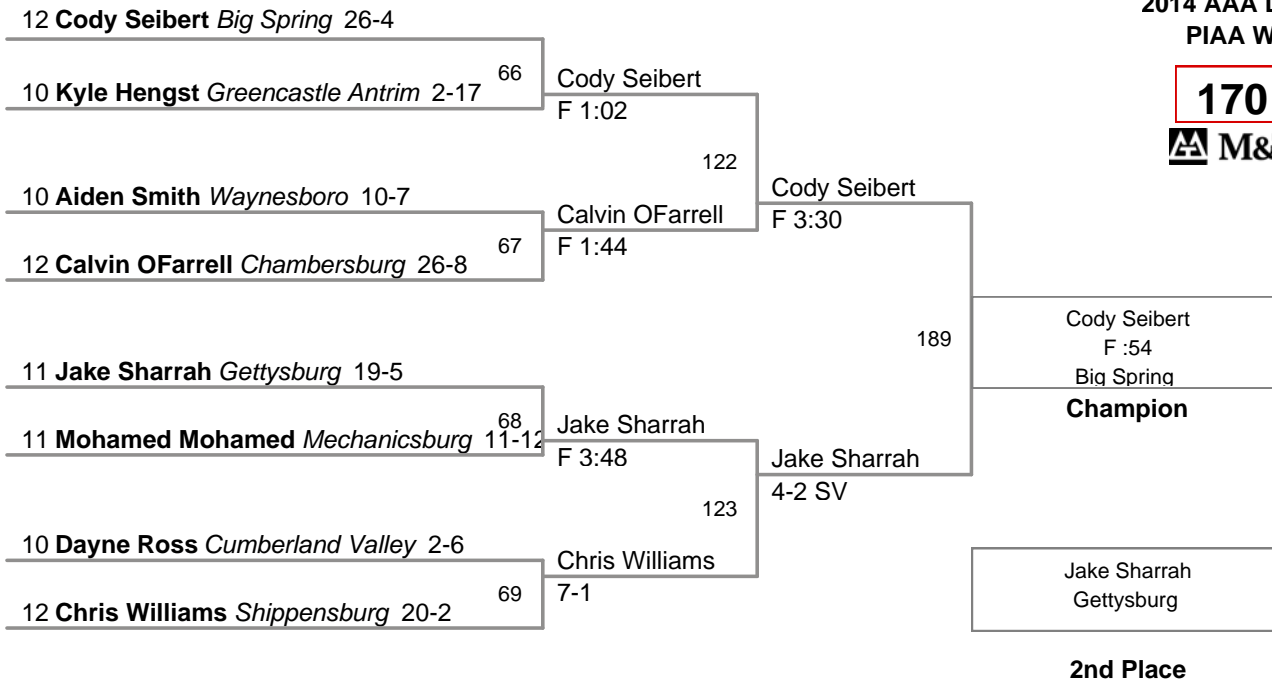 2014 AAA
PIAA W
170
M&
12 Cody Seibert Big Spring 26-4
66
10 Kyle Hengst Greencastle Antrim 2-17
Cody Seibert
F 1:02
122
10 Aiden Smith Waynesboro 10-7
67
12 Calvin OFarrell Chambersburg 26-8
Calvin OFarrell
F 1:44
Cody Seibert
F 3:30
189
11 Jake Sharrah Gettysburg 19-5
68
11 Mohamed Mohamed Mechanicsburg 11-12
Jake Sharrah
F 3:48
123
10 Dayne Ross Cumberland Valley 2-6
69
12 Chris Williams Shippensburg 20-2
Chris Williams
7-1
Jake Sharrah
4-2 SV
Cody Seibert
F :54
Big Spring
Champion
Jake Sharrah
Gettysburg
2nd Place